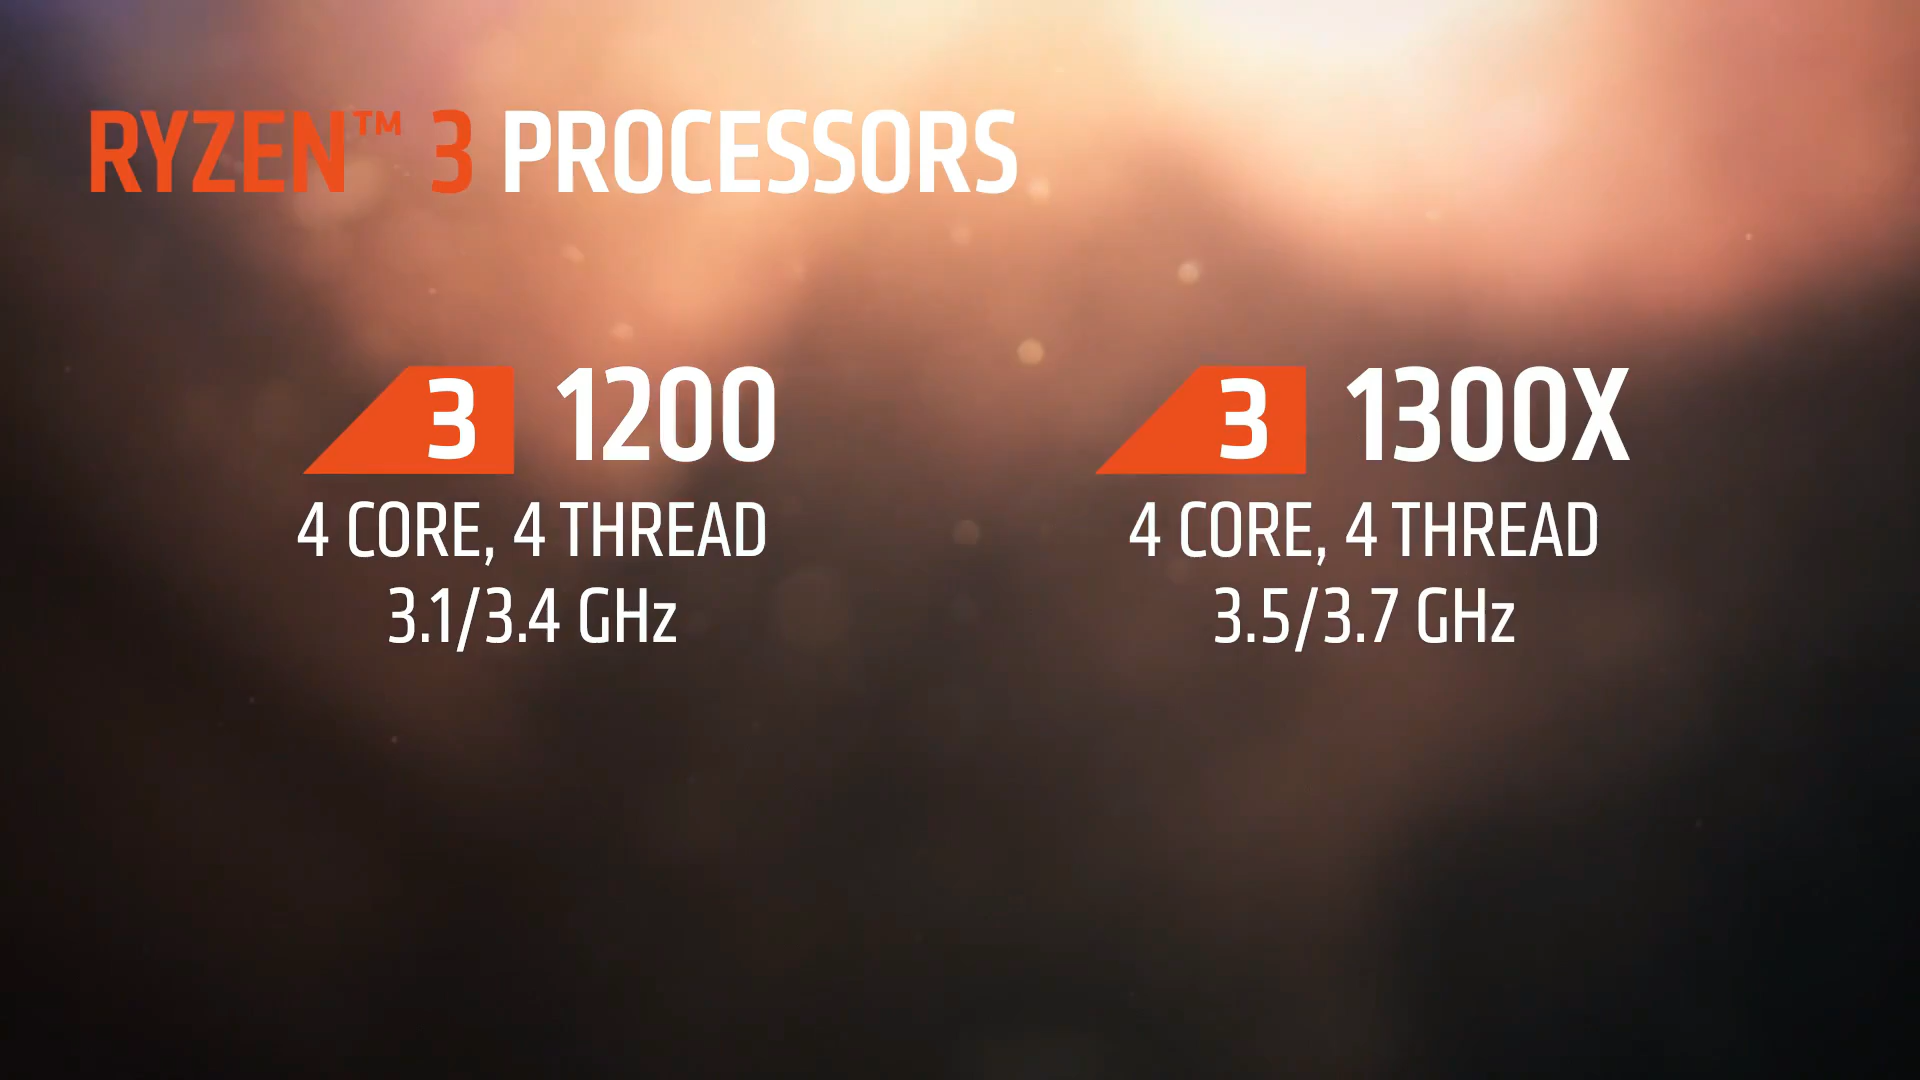 RYZEN™ 3 PROCESSORS
3 1200
4 CORE, 4 THREAD
3.1/3.4 GHz
3 1300X
4 CORE, 4 THREAD
3.5/3.7 GHz